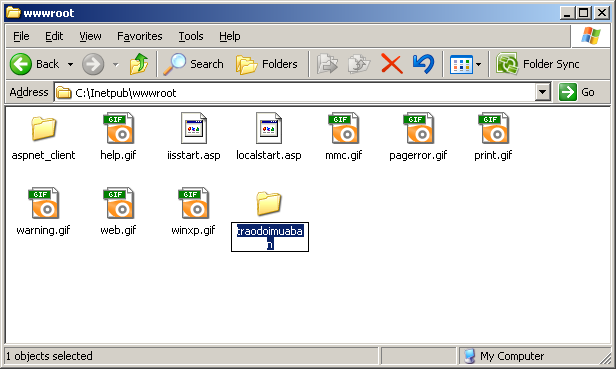 wwwroot
File Edit View Favorites Tools Help
Back Search Folders Folder Sync
Address C:\Inetpub\wwwroot Go
GIF GIF GIF GIF
aspnet_client help.gif iisstart.asp localstart.asp mmc.gif pagerror.gif print.gif
GIF GIF GIF
warning.gif web.gif winxp.gif traodoimuaba
n
1 objects selected My Computer